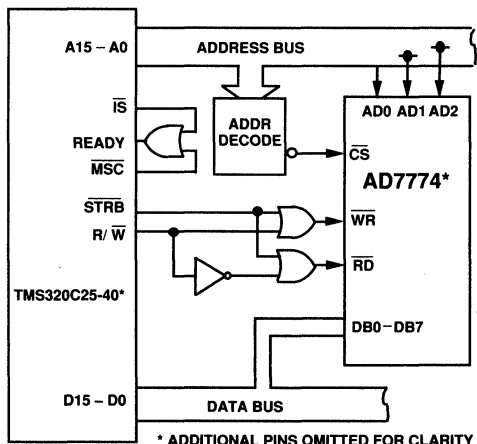 A15 – A0
ADDRESS BUS
AD0 AD1 AD2
IS
READY
MSC
ADDR
DECODE
CS
AD7774*
STRB
R/ W
WR
RD
TMS320C25-40*
DB0–DB7
D15 – D0
DATA BUS
* ADDITIONAL PINS OMITTED FOR CLARITY